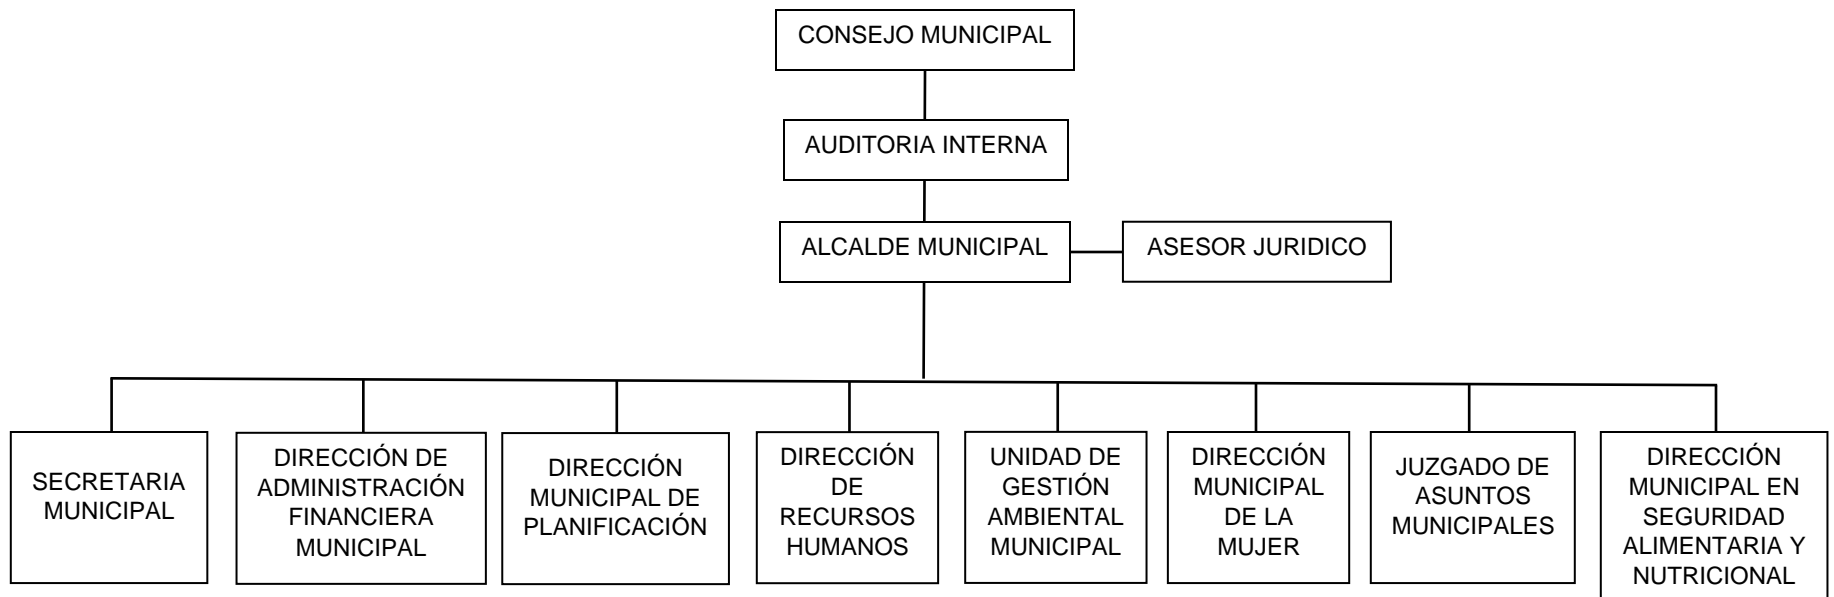 CONSEJO MUNICIPAL
AUDITORIA INTERNA
ALCALDE MUNICIPAL
ASESOR JURIDICO
SECRETARIA
MUNICIPAL
DIRECCIÓN DE
ADMINISTRACIÓN
FINANCIERA
MUNICIPAL
DIRECCIÓN
MUNICIPAL DE
PLANIFICACIÓN
DIRECCIÓN
DE
RECURSOS
HUMANOS
UNIDAD DE
GESTIÓN
AMBIENTAL
MUNICIPAL
DIRECCIÓN
MUNICIPAL
DE LA
MUJER
JUZGADO DE
ASUNTOS
MUNICIPALES
DIRECCIÓN
MUNICIPAL EN
SEGURIDAD
ALIMENTARIA Y
NUTRICIONAL